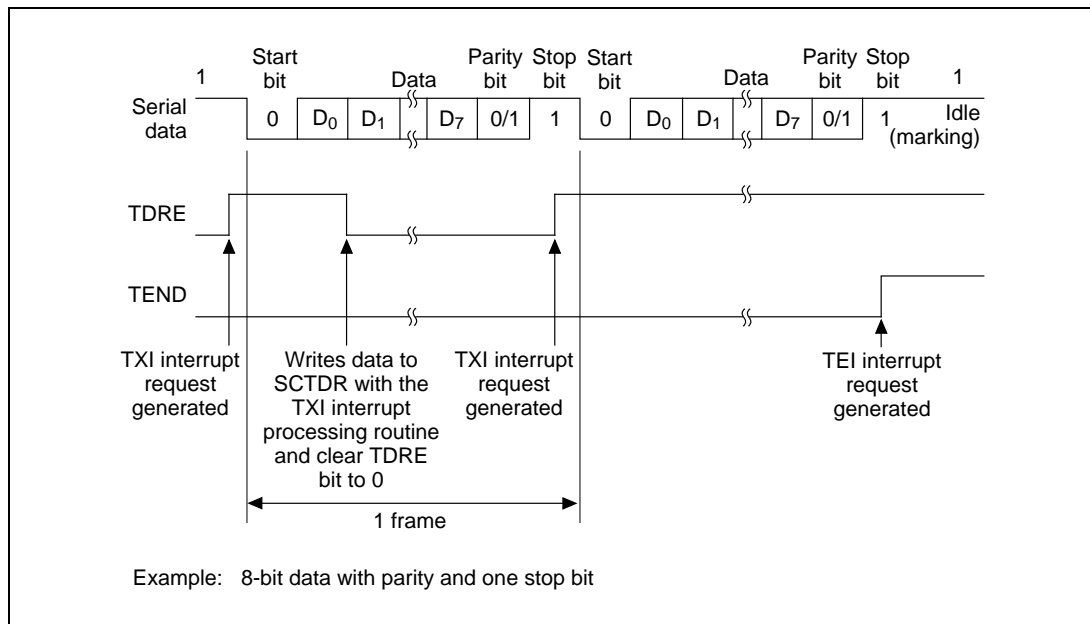 Start bit
Data
Parity bit
Stop bit
Start bit
Data
Parity bit
Stop bit
1
1
Serial data
0
D0
D1
D7
0/1
1
0
D0
D1
D7
0/1
1
Idle (marking)
TDRE
TEND
TXI interrupt
request
generated
Writes data to
SCTDR with the
TXI interrupt
processing routine
and clear TDRE
bit to 0
TXI interrupt
request
generated
TEI interrupt
request
generated
1 frame
Example: 8-bit data with parity and one stop bit